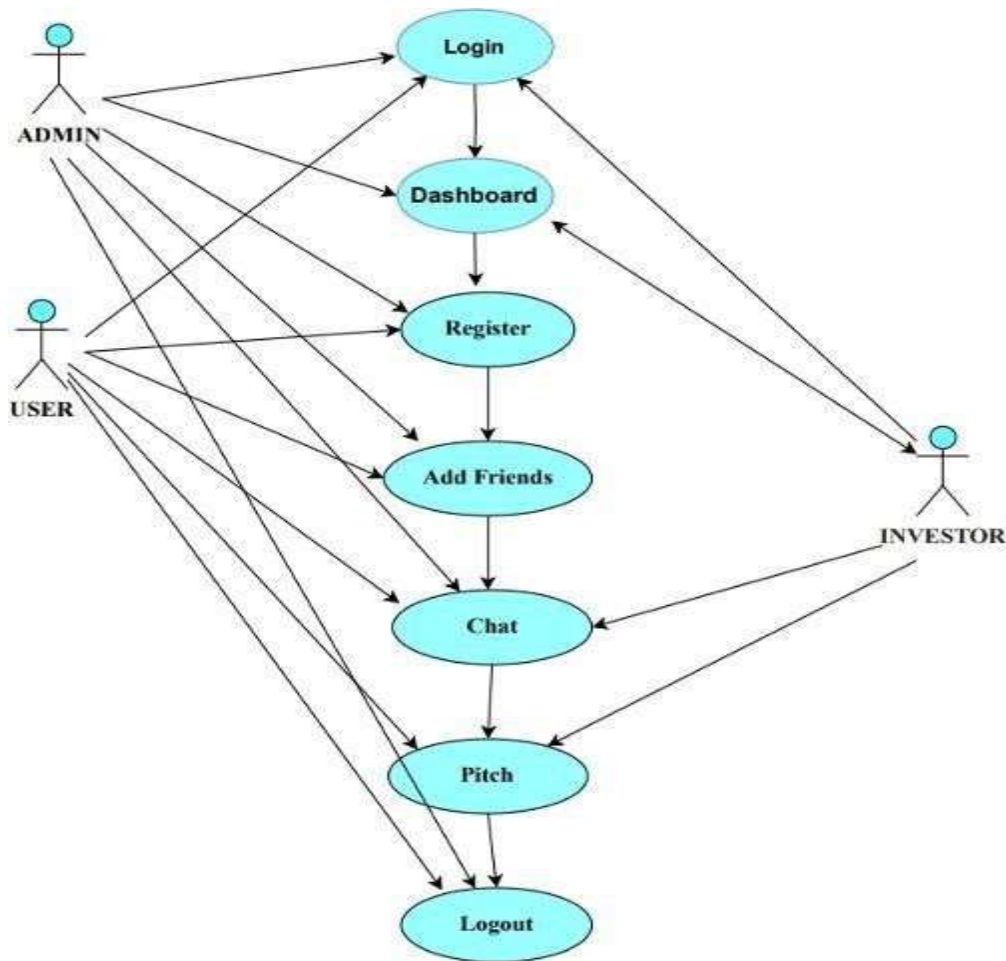 Login
ADMIN
Dashboard
Register
USER
Add Friends
INVESTOR
Chat
Pitch
Logout